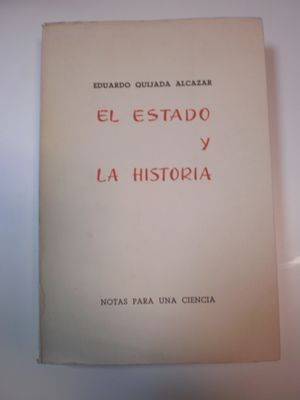 EDUARDO QUIJADA ALCAZAR
EL ESTADO
Y
LA HISTORIA
NOTAS PARA UNA CIENCIA